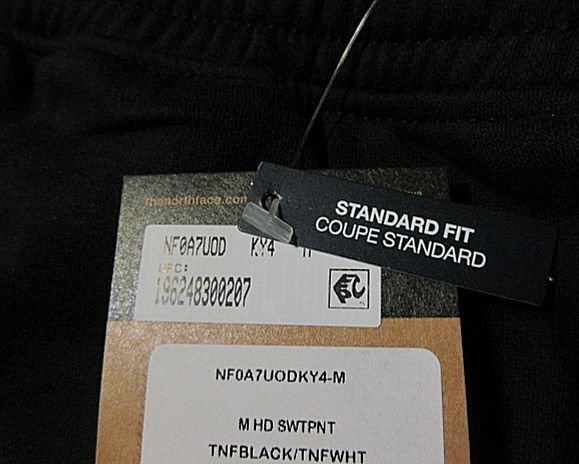 thenorthface.com
STANDARD FIT
COUPE STANDARD
NF0A7UOD KY4 M
UPC:
196248300207
NF0A7UODKY4-M
M HD SWTPNT
TNFBLACK/TNFWHT